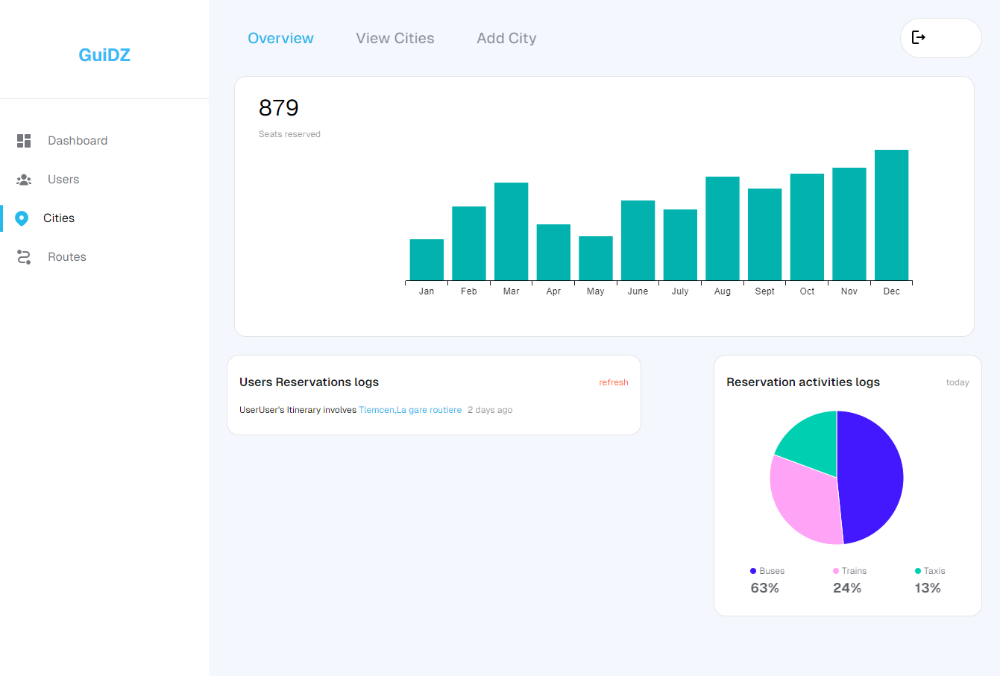 GuiDZ
Dashboard
Users
Cities
Routes
Overview View Cities Add City
879
Seats reserved
Jan Feb Mar Apr May June July Aug Sept Oct Nov Dec
Users Reservations logs refresh
UserUser's Itinerary involves Tlemcen,La gare routiere 2 days ago
Reservation activities logs today
Buses Trains Taxis
63% 24% 13%